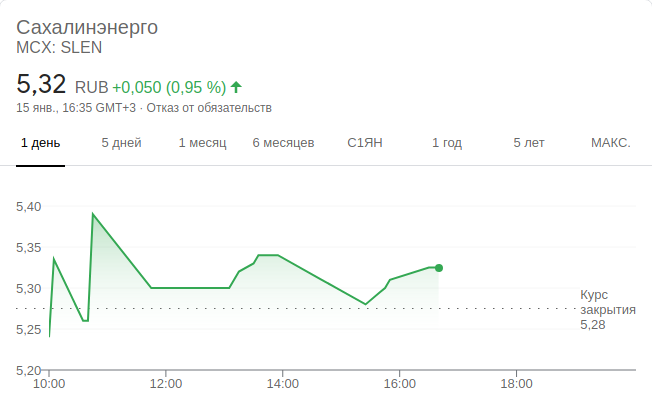 Сахалинэнерго
MCX: SLEN
5,32 RUB +0,050 (0,95 %)
15 янв., 16:35 GMT+3 · Отказ от обязательств
1 день 5 дней 1 месяц 6 месяцев С1ЯН 1 год 5 лет МАКС.
5,40
5,35
5,30
5,25
5,20
Курс
закрытия
5,28
10:00 12:00 14:00 16:00 18:00